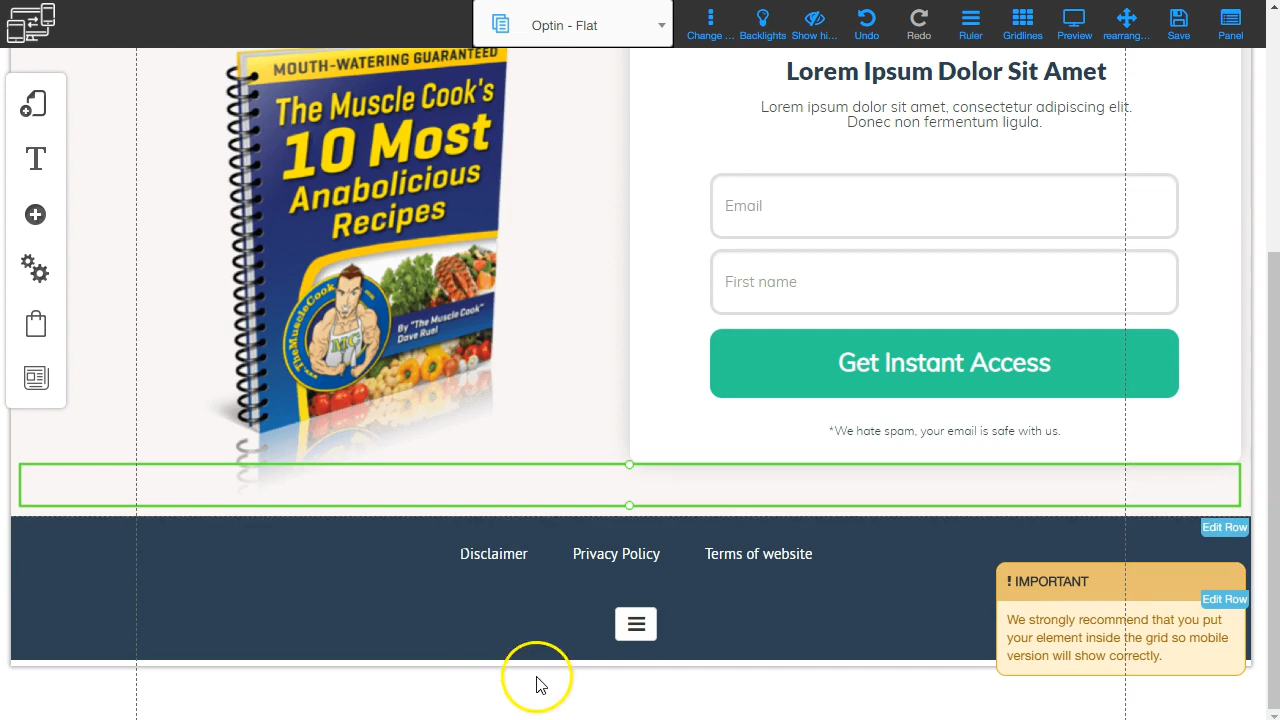 Optin - Flat
Change ...
Backlights
Show hi...
Undo
Redo
Ruler
Gridlines
Preview
rearrang...
Save
Panel
MOUTH-WATERING GUARANTEED
The Muscle Cook's
10 Most
Anabolicious
Recipes
By "The Muscle Cook"
Dave Ruel
www.TheMuscleCook.com
MC
Lorem Ipsum Dolor Sit Amet
Lorem ipsum dolor sit amet, consectetur adipiscing elit.
Donec non fermentum ligula.
Email
First name
Get Instant Access
*We hate spam, your email is safe with us.
Edit Row
Disclaimer
Privacy Policy
Terms of website
! IMPORTANT
Edit Row
We strongly recommend that you put
your element inside the grid so mobile
version will show correctly.